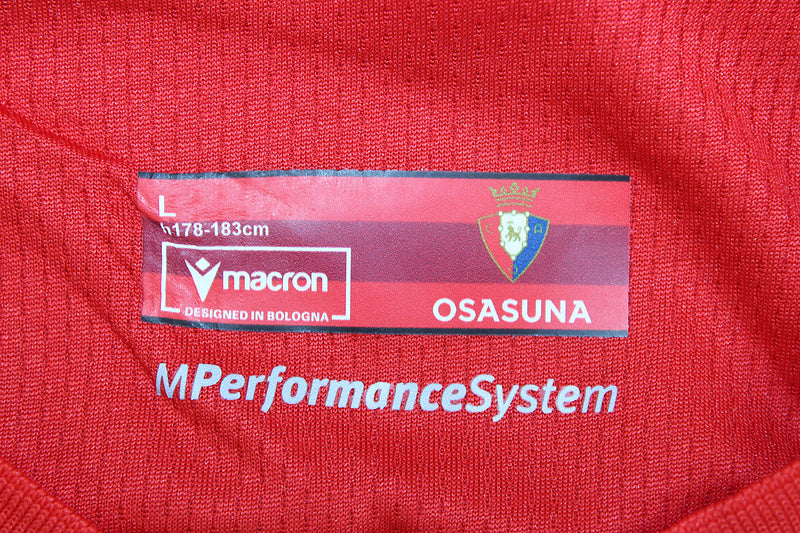 L
h178-183cm
macron
DESIGNED IN BOLOGNA
C A
O
OSASUNA
MPerformanceSystem